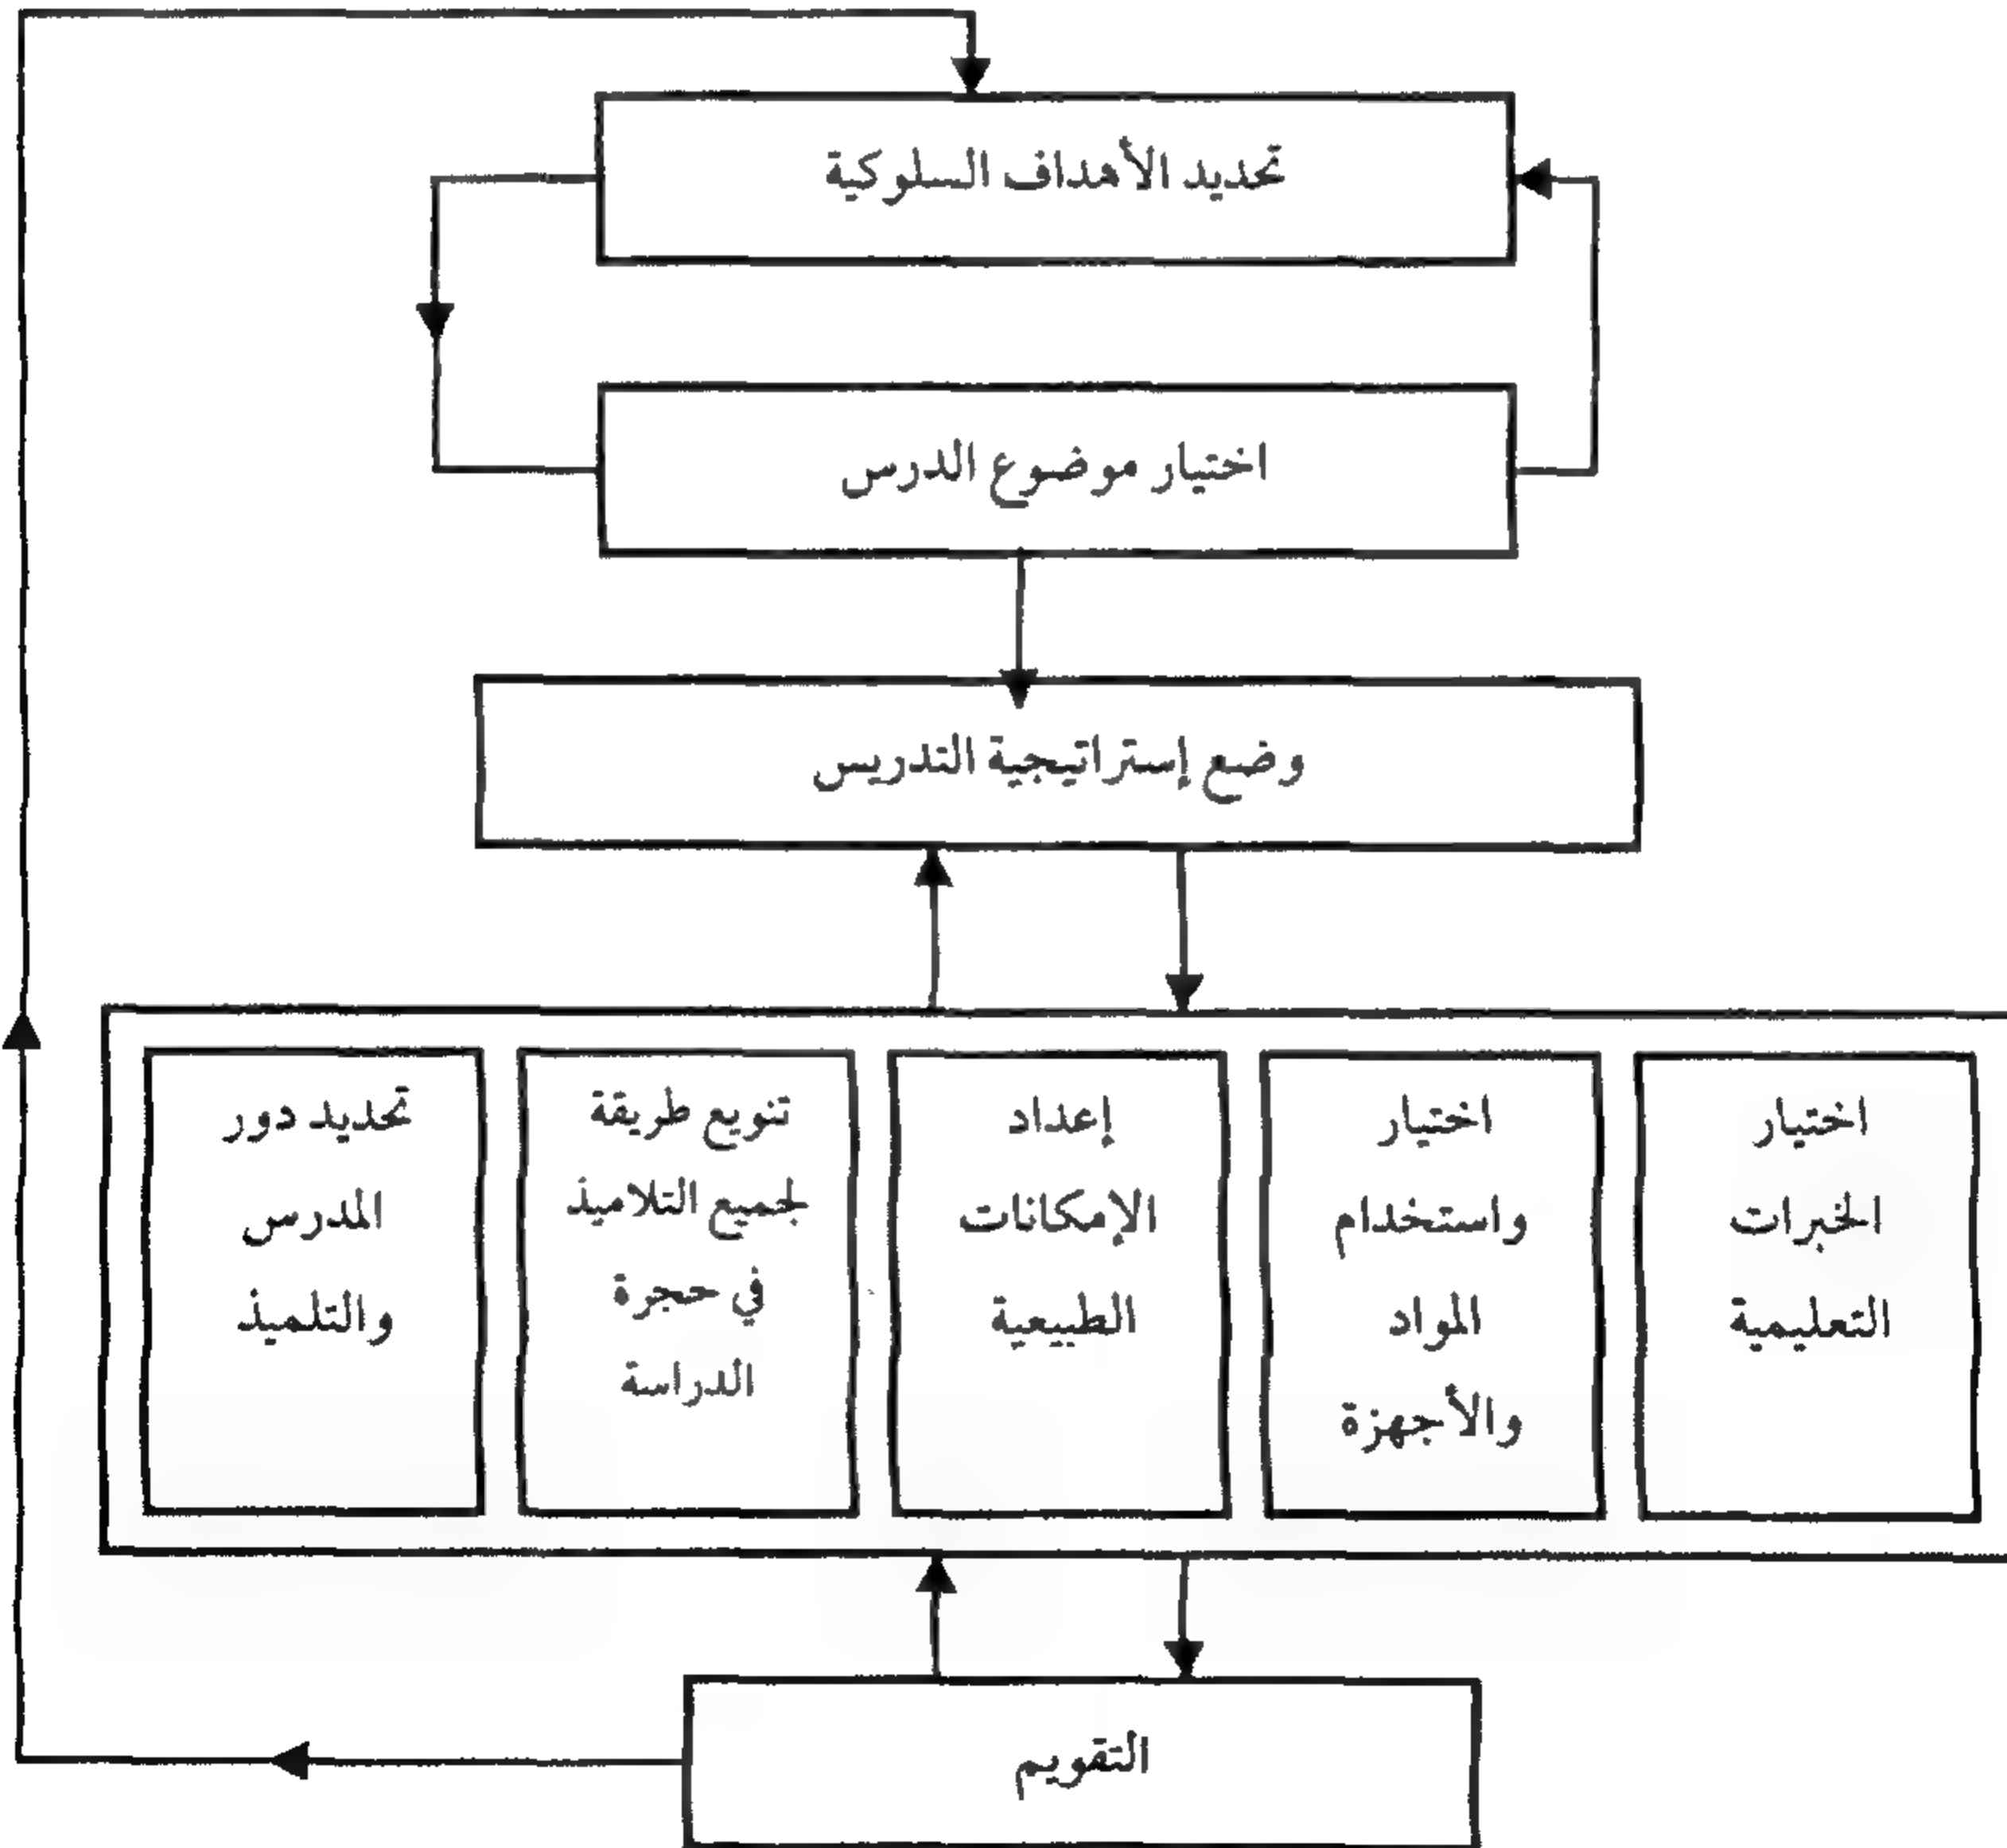 تحديد الأهداف السلوكية
اختيار موضوع الدرس
وضع إستراتيجية التدريس
اختيار
الخبرات
التعليمية
اختيار
واستخدام
المواد
والأجهزة
إعداد
الإمكانات
الطبيعية
تنويع طريقة
لجميع التلاميذ
في حجرة
الدراسة
تحديد دور
المدرس
والتلميذ
التقويم